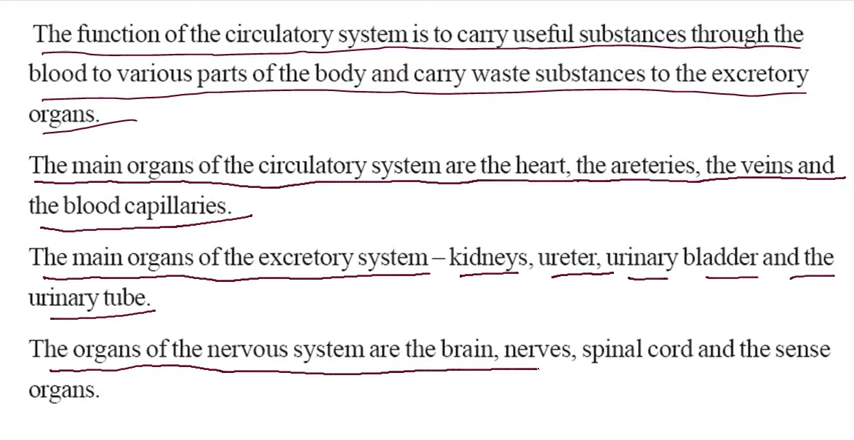 The function of the circulatory system is to carry useful substances through the
blood to various parts of the body and carry waste substances to the excretory
organs.
The main organs of the circulatory system are the heart, the areteries, the veins and
the blood capillaries.
The main organs of the excretory system – kidneys, ureter, urinary bladder and the
urinary tube.
The organs of the nervous system are the brain, nerves, spinal cord and the sense
organs.